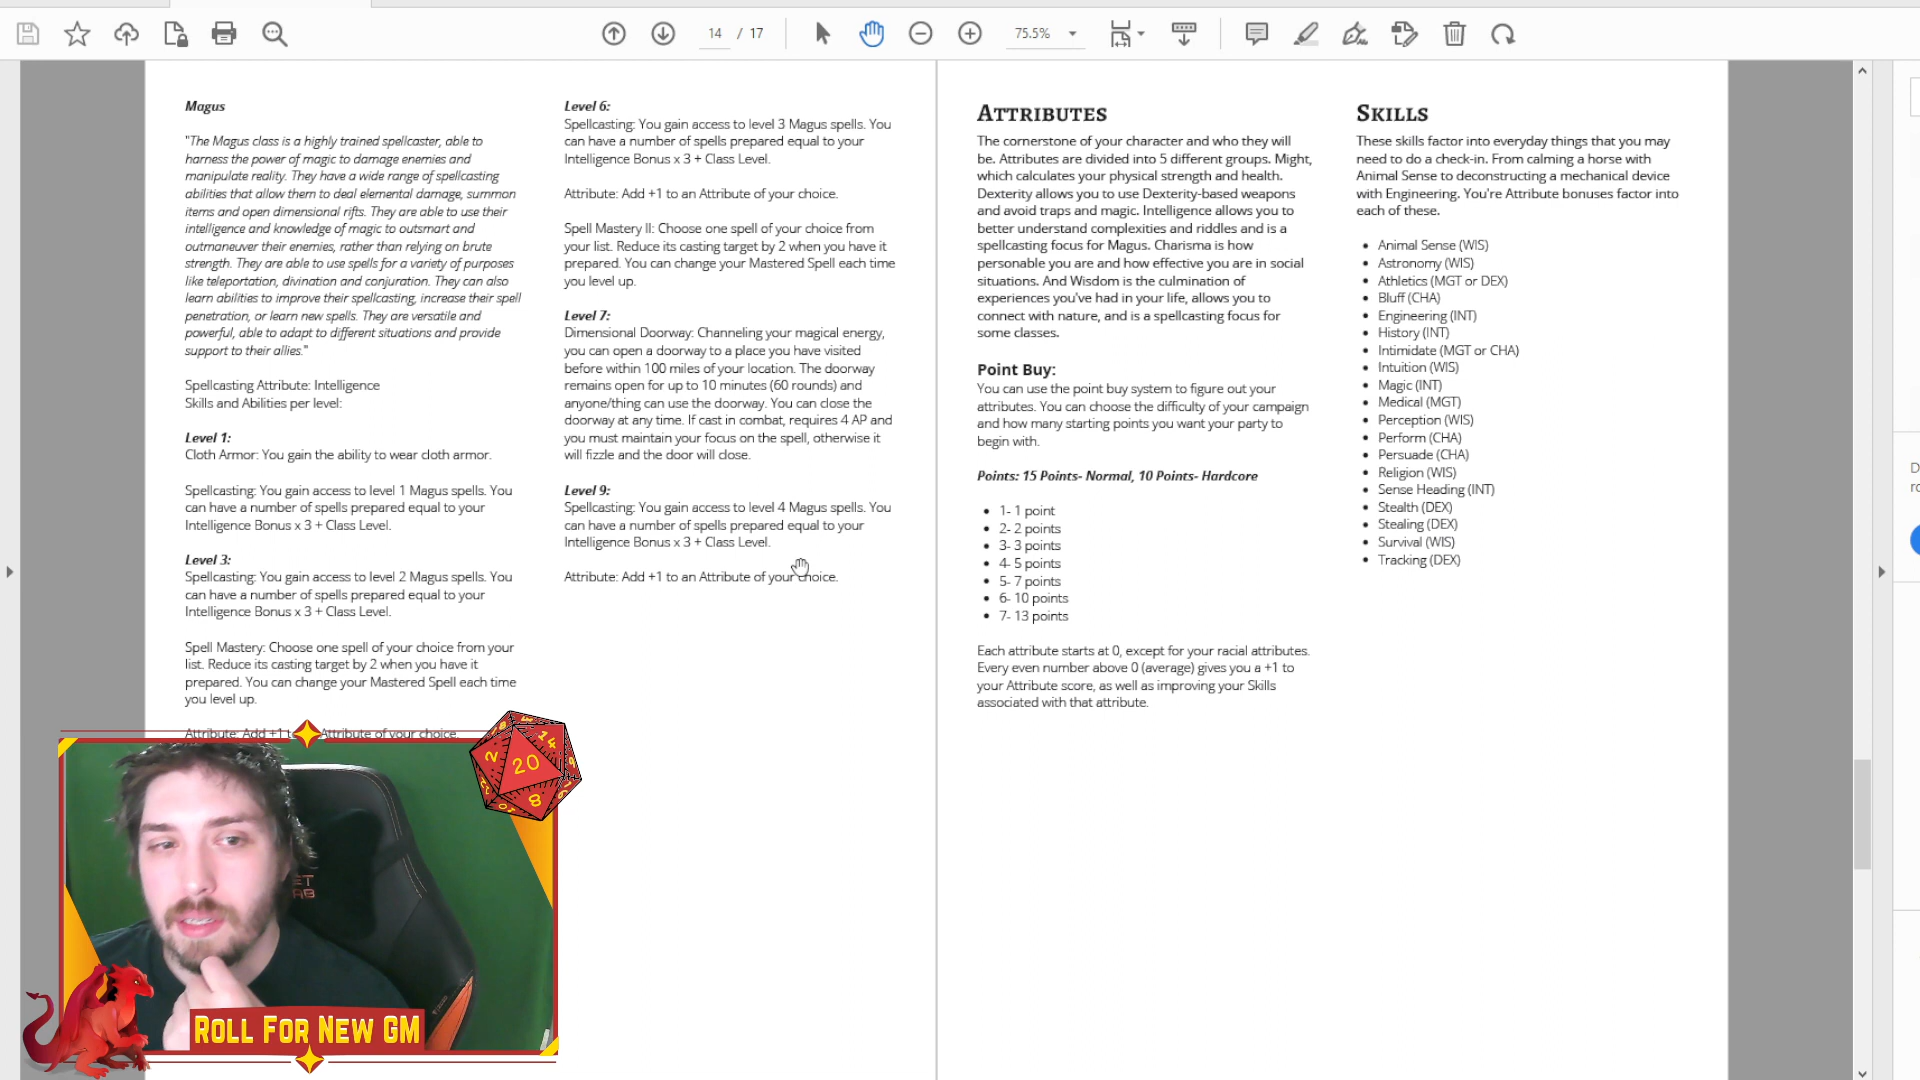 14 / 17
75.5%
Magus
"The Magus class is a highly trained spellcaster, able to
harness the power of magic to damage enemies and
manipulate reality. They have a wide range of spellcasting
abilities that allow them to deal elemental damage, summon
items and open dimensional rifts. They are able to use their
intelligence and knowledge of magic to outsmart and
outmaneuver their enemies, rather than relying on brute
strength. They are able to use spells for a variety of purposes
like teleportation, divination and conjuration. They can also
learn abilities to improve their spellcasting, increase their spell
penetration, or learn new spells. They are versatile and
powerful, able to adapt to different situations and provide
support to their allies."
Spellcasting Attribute: Intelligence
Skills and Abilities per level:
Level 1:
Cloth Armor: You gain the ability to wear cloth armor.
Spellcasting: You gain access to level 1 Magus spells. You
can have a number of spells prepared equal to your
Intelligence Bonus x 3 + Class Level.
Level 3:
Spellcasting: You gain access to level 2 Magus spells. You
can have a number of spells prepared equal to your
Intelligence Bonus x 3 + Class Level.
Spell Mastery: Choose one spell of your choice from your
list. Reduce its casting target by 2 when you have it
prepared. You can change your Mastered Spell each time
you level up.
Attribute: Add +1 t Attribute of your choice.
Level 6:
Spellcasting: You gain access to level 3 Magus spells. You
can have a number of spells prepared equal to your
Intelligence Bonus x 3 + Class Level.
Attribute: Add +1 to an Attribute of your choice.
Spell Mastery II: Choose one spell of your choice from
your list. Reduce its casting target by 2 when you have it
prepared. You can change your Mastered Spell each time
you level up.
Level 7:
Dimensional Doorway: Channeling your magical energy,
you can open a doorway to a place you have visited
before within 100 miles of your location. The doorway
remains open for up to 10 minutes (60 rounds) and
anyone/thing can use the doorway. You can close the
doorway at any time. If cast in combat, requires 4 AP and
you must maintain your focus on the spell, otherwise it
will fizzle and the door will close.
Level 9:
Spellcasting: You gain access to level 4 Magus spells. You
can have a number of spells prepared equal to your
Intelligence Bonus x 3 + Class Level.
Attribute: Add +1 to an Attribute of your choice.
ATTRIBUTES
The cornerstone of your character and who they will
be. Attributes are divided into 5 different groups. Might,
which calculates your physical strength and health.
Dexterity allows you to use Dexterity-based weapons
and avoid traps and magic. Intelligence allows you to
better understand complexities and riddles and is a
spellcasting focus for Magus. Charisma is how
personable you are and how effective you are in social
situations. And Wisdom is the culmination of
experiences you've had in your life, allows you to
connect with nature, and is a spellcasting focus for
some classes.
Point Buy:
You can use the point buy system to figure out your
attributes. You can choose the difficulty of your campaign
and how many starting points you want your party to
begin with.
Points: 15 Points- Normal, 10 Points- Hardcore
• 1- 1 point
• 2- 2 points
• 3- 3 points
• 4- 5 points
• 5- 7 points
• 6- 10 points
• 7- 13 points
Each attribute starts at 0, except for your racial attributes.
Every even number above 0 (average) gives you a +1 to
your Attribute score, as well as improving your Skills
associated with that attribute.
SKILLS
These skills factor into everyday things that you may
need to do a check-in. From calming a horse with
Animal Sense to deconstructing a mechanical device
with Engineering. You're Attribute bonuses factor into
each of these.
• Animal Sense (WIS)
• Astronomy (WIS)
• Athletics (MGT or DEX)
• Bluff (CHA)
• Engineering (INT)
• History (INT)
• Intimidate (MGT or CHA)
• Intuition (WIS)
• Magic (INT)
• Medical (MGT)
• Perception (WIS)
• Perform (CHA)
• Persuade (CHA)
• Religion (WIS)
• Sense Heading (INT)
• Stealth (DEX)
• Stealing (DEX)
• Survival (WIS)
• Tracking (DEX)
20
14
2
8
ROLL FOR NEW GM